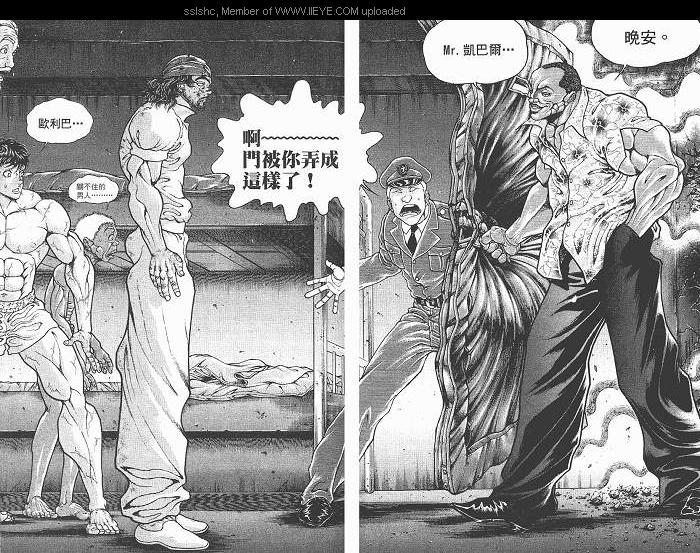 sslshc, Member of VWWW.IIEYE.COM uploaded
晚安。
Mr. 凱巴爾⋯
啊～～～～～
門被你弄成
這樣了！
歐利巴⋯
關不住的
男人⋯⋯⋯